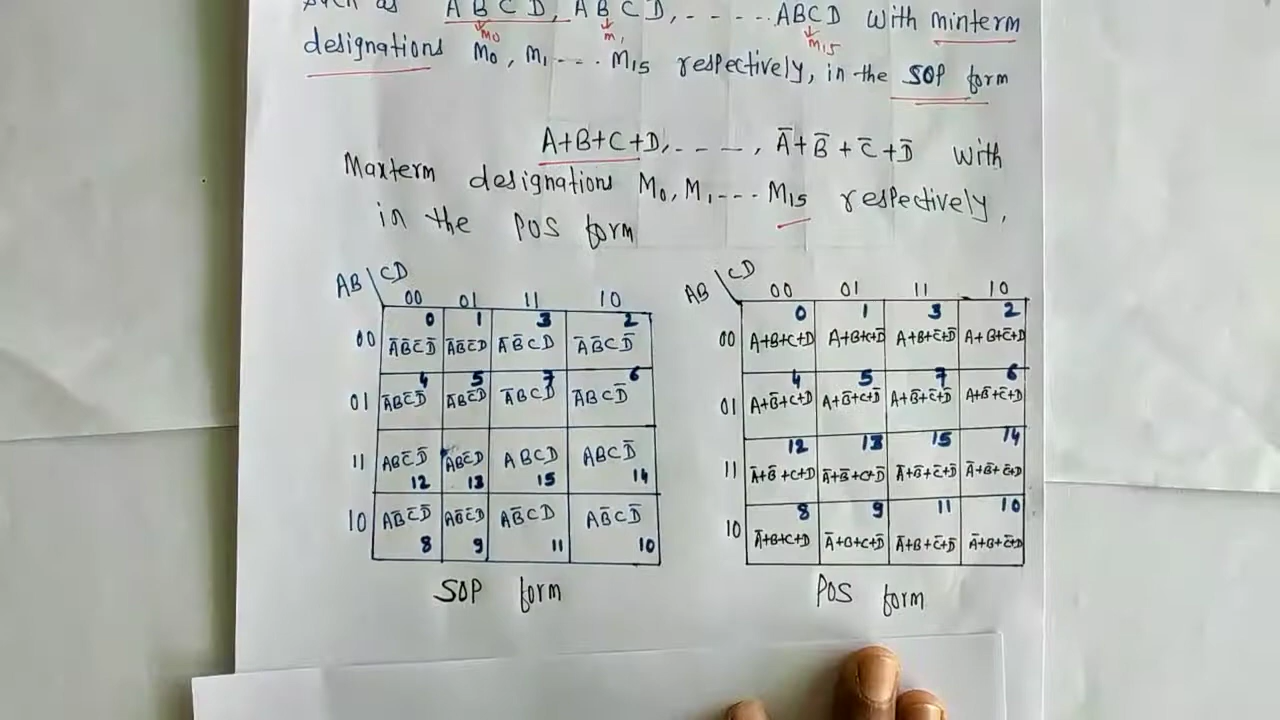 A B C D, A B C D, ----- ABCD with minterm
m0 m1 m15
designations m0, m1 --- m15 respectively, in the SOP form
A+B+C+D, - - - -, A̅+B̅+C̅+D̅ with
Maxterm designations M0, M1, --- M15 respectively,
in the POS form
AB \ CD
00 01 11 10
0 1 3 2
00 A̅B̅C̅D̅ A̅B̅C̅D A̅B̅CD A̅B̅CD̅
4 5 7 6
01 A̅BC̅D̅ A̅BC̅D A̅BCD A̅BCD̅
11 ABC̅D̅ ABC̅D ABCD ABCD̅
12 13 15 14
10 AB̅C̅D̅ AB̅C̅D AB̅CD AB̅CD̅
8 9 11 10
SOP form
AB \ CD
00 01 11 10
0 1 3 2
00 A+B+C+D A+B+C+D̅ A+B+C̅+D̅ A+B+C̅+D
4 5 7 6
01 A+B̅+C+D A+B̅+C+D̅ A+B̅+C̅+D̅ A+B̅+C̅+D
12 13 15 14
11 A̅+B̅+C+D A̅+B̅+C+D̅ A̅+B̅+C̅+D̅ A̅+B̅+C̅+D
8 9 11 10
10 A̅+B+C+D A̅+B+C+D̅ A̅+B+C̅+D̅ A̅+B+C̅+D
POS form